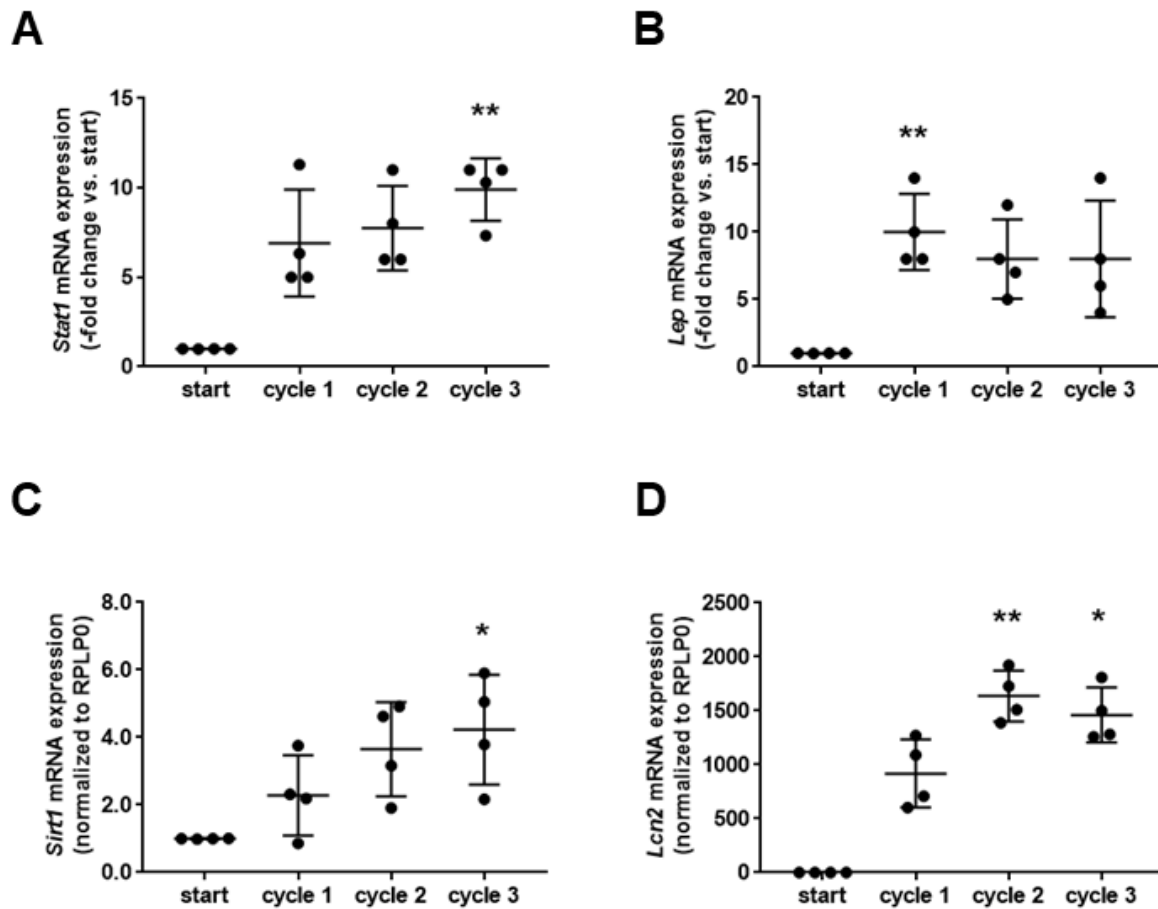 A
Stat1 mRNA expression
(-fold change vs. start)
15
10
5
0
**
start cycle 1 cycle 2 cycle 3
B
Lep mRNA expression
(-fold change vs. start)
20
15
10
5
0
**
start cycle 1 cycle 2 cycle 3
C
Sirt1 mRNA expression
(normalized to RPLP0)
8.0
6.0
4.0
2.0
0.0
*
start cycle 1 cycle 2 cycle 3
D
Lcn2 mRNA expression
(normalized to RPLP0)
2500
2000
1500
1000
500
0
** *
start cycle 1 cycle 2 cycle 3